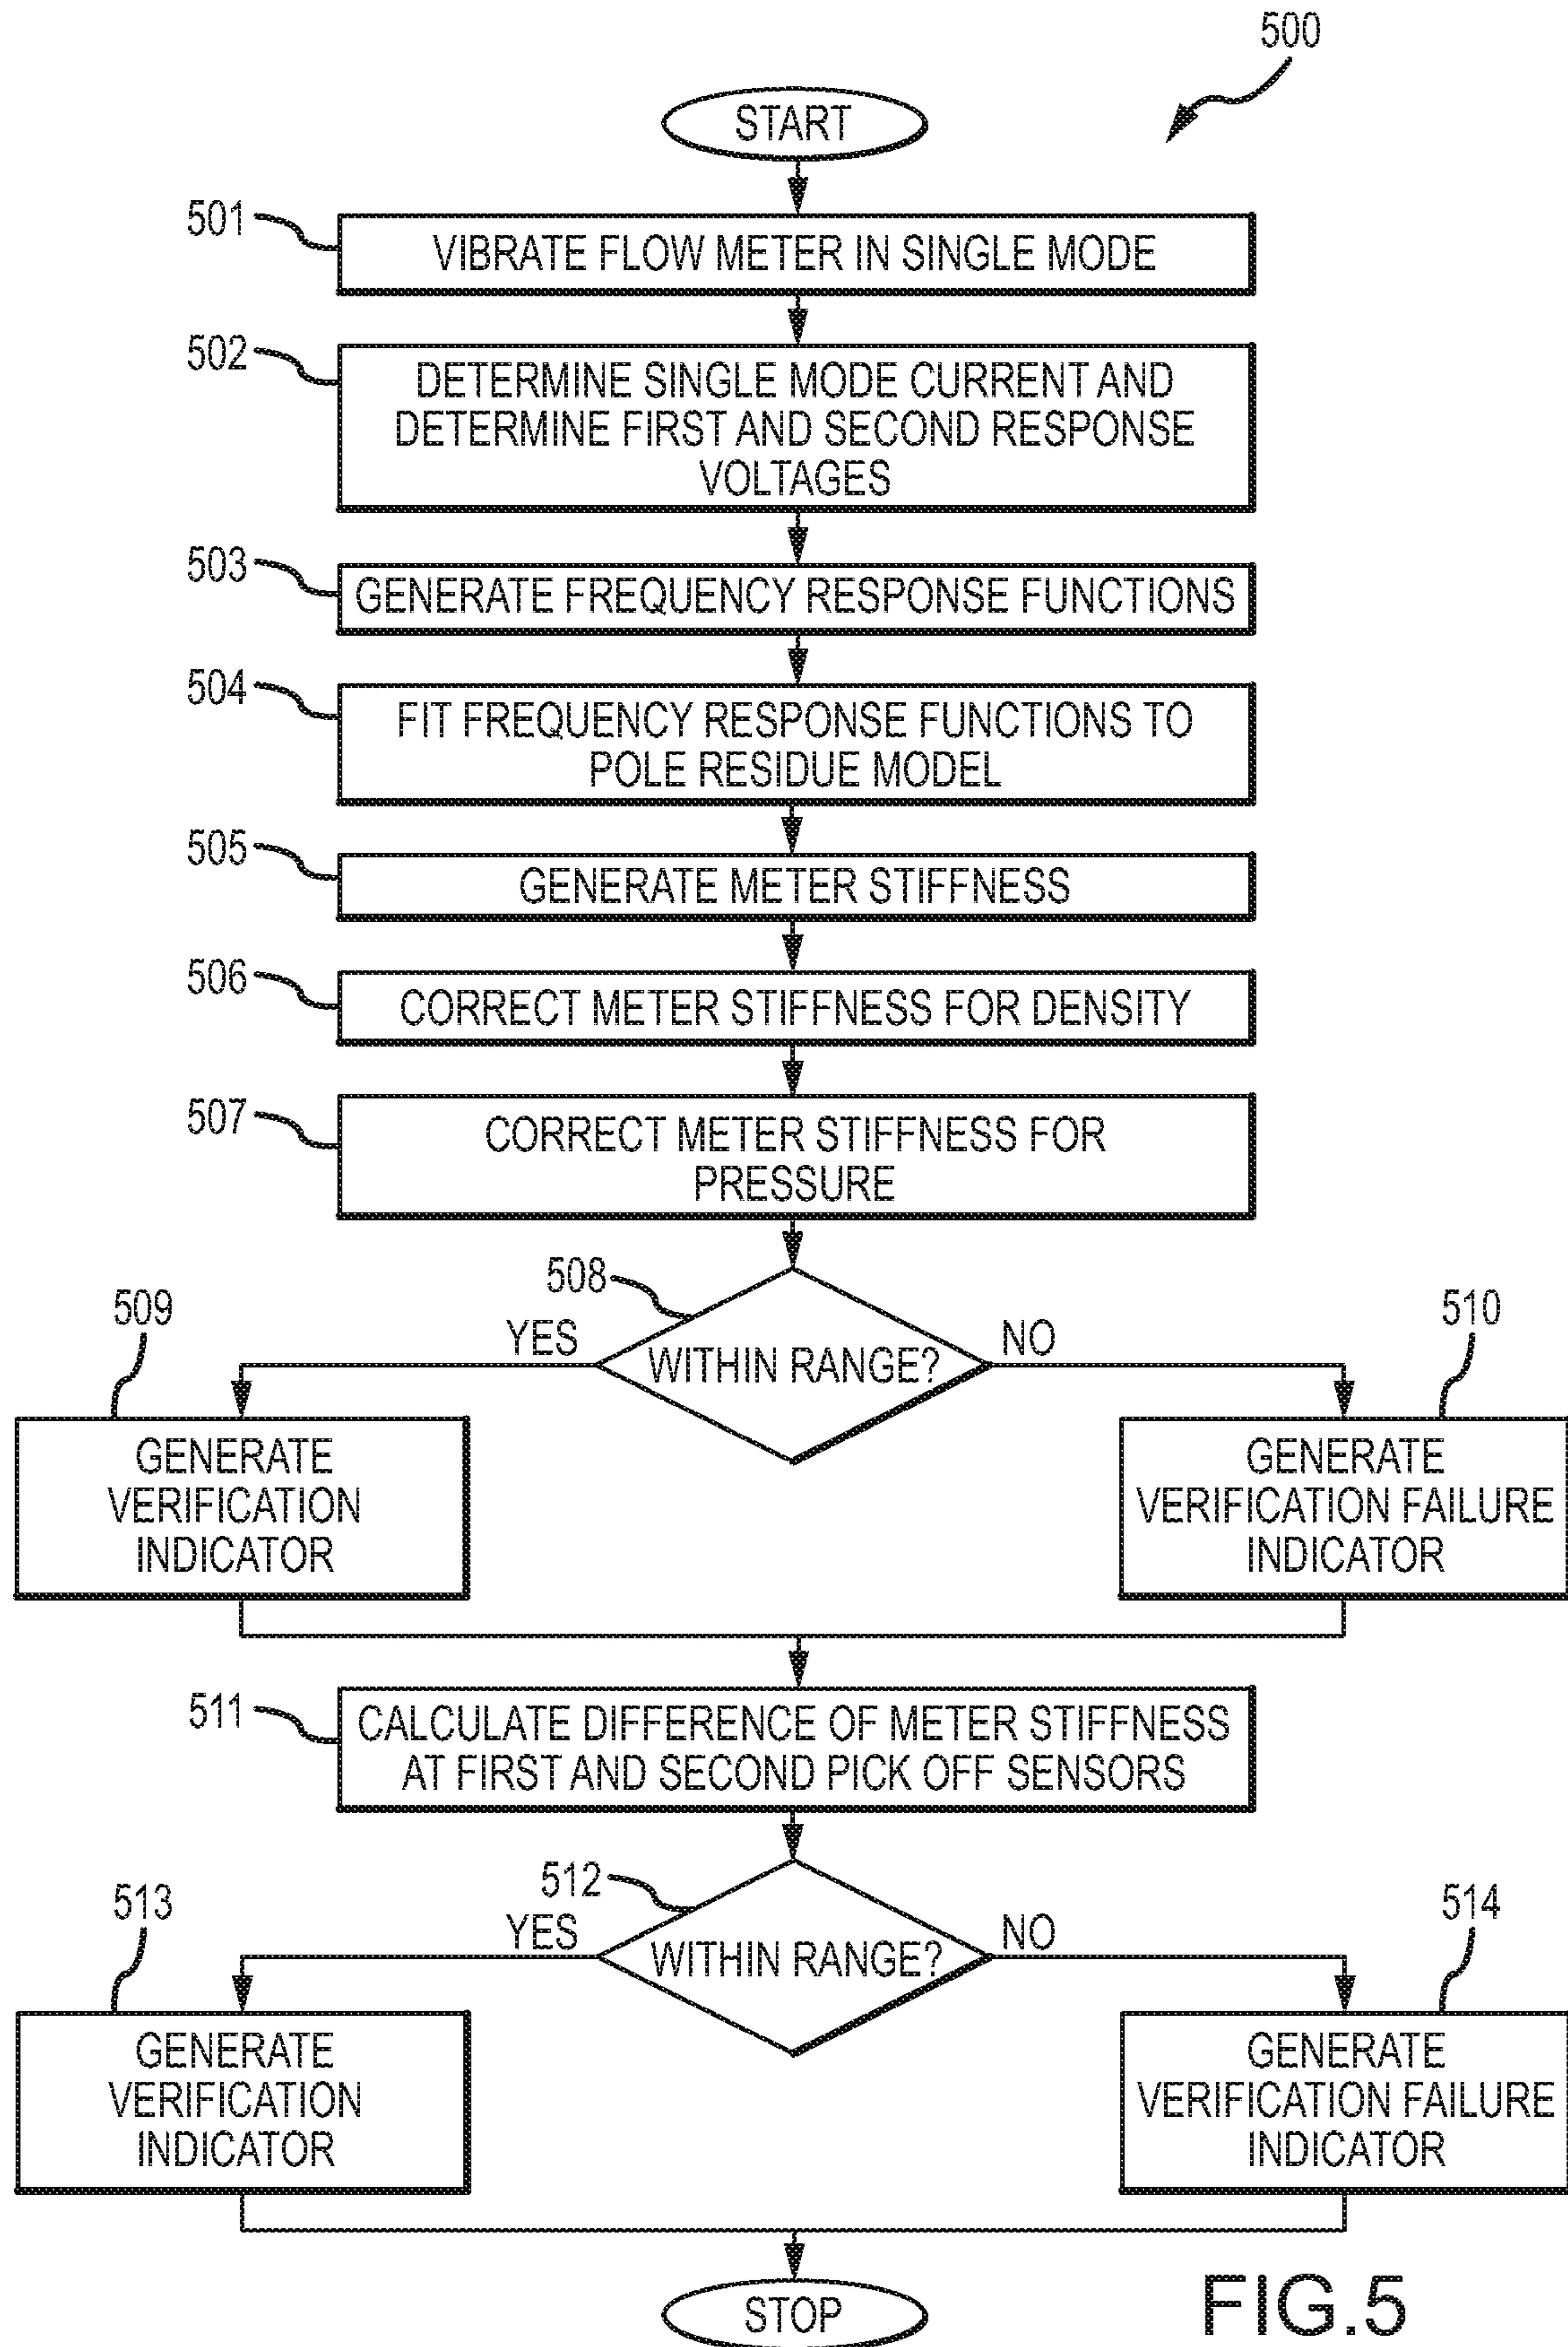 500
START
501
VIBRATE FLOW METER IN SINGLE MODE
502
DETERMINE SINGLE MODE CURRENT AND
DETERMINE FIRST AND SECOND RESPONSE
VOLTAGES
503
GENERATE FREQUENCY RESPONSE FUNCTIONS
504
FIT FREQUENCY RESPONSE FUNCTIONS TO
POLE RESIDUE MODEL
505
GENERATE METER STIFFNESS
506
CORRECT METER STIFFNESS FOR DENSITY
507
CORRECT METER STIFFNESS FOR
PRESSURE
508
WITHIN RANGE?
YES
NO
509
GENERATE
VERIFICATION
INDICATOR
510
GENERATE
VERIFICATION FAILURE
INDICATOR
511
CALCULATE DIFFERENCE OF METER STIFFNESS
AT FIRST AND SECOND PICK OFF SENSORS
512
WITHIN RANGE?
YES
NO
513
GENERATE
VERIFICATION
INDICATOR
514
GENERATE
VERIFICATION FAILURE
INDICATOR
STOP
FIG.5